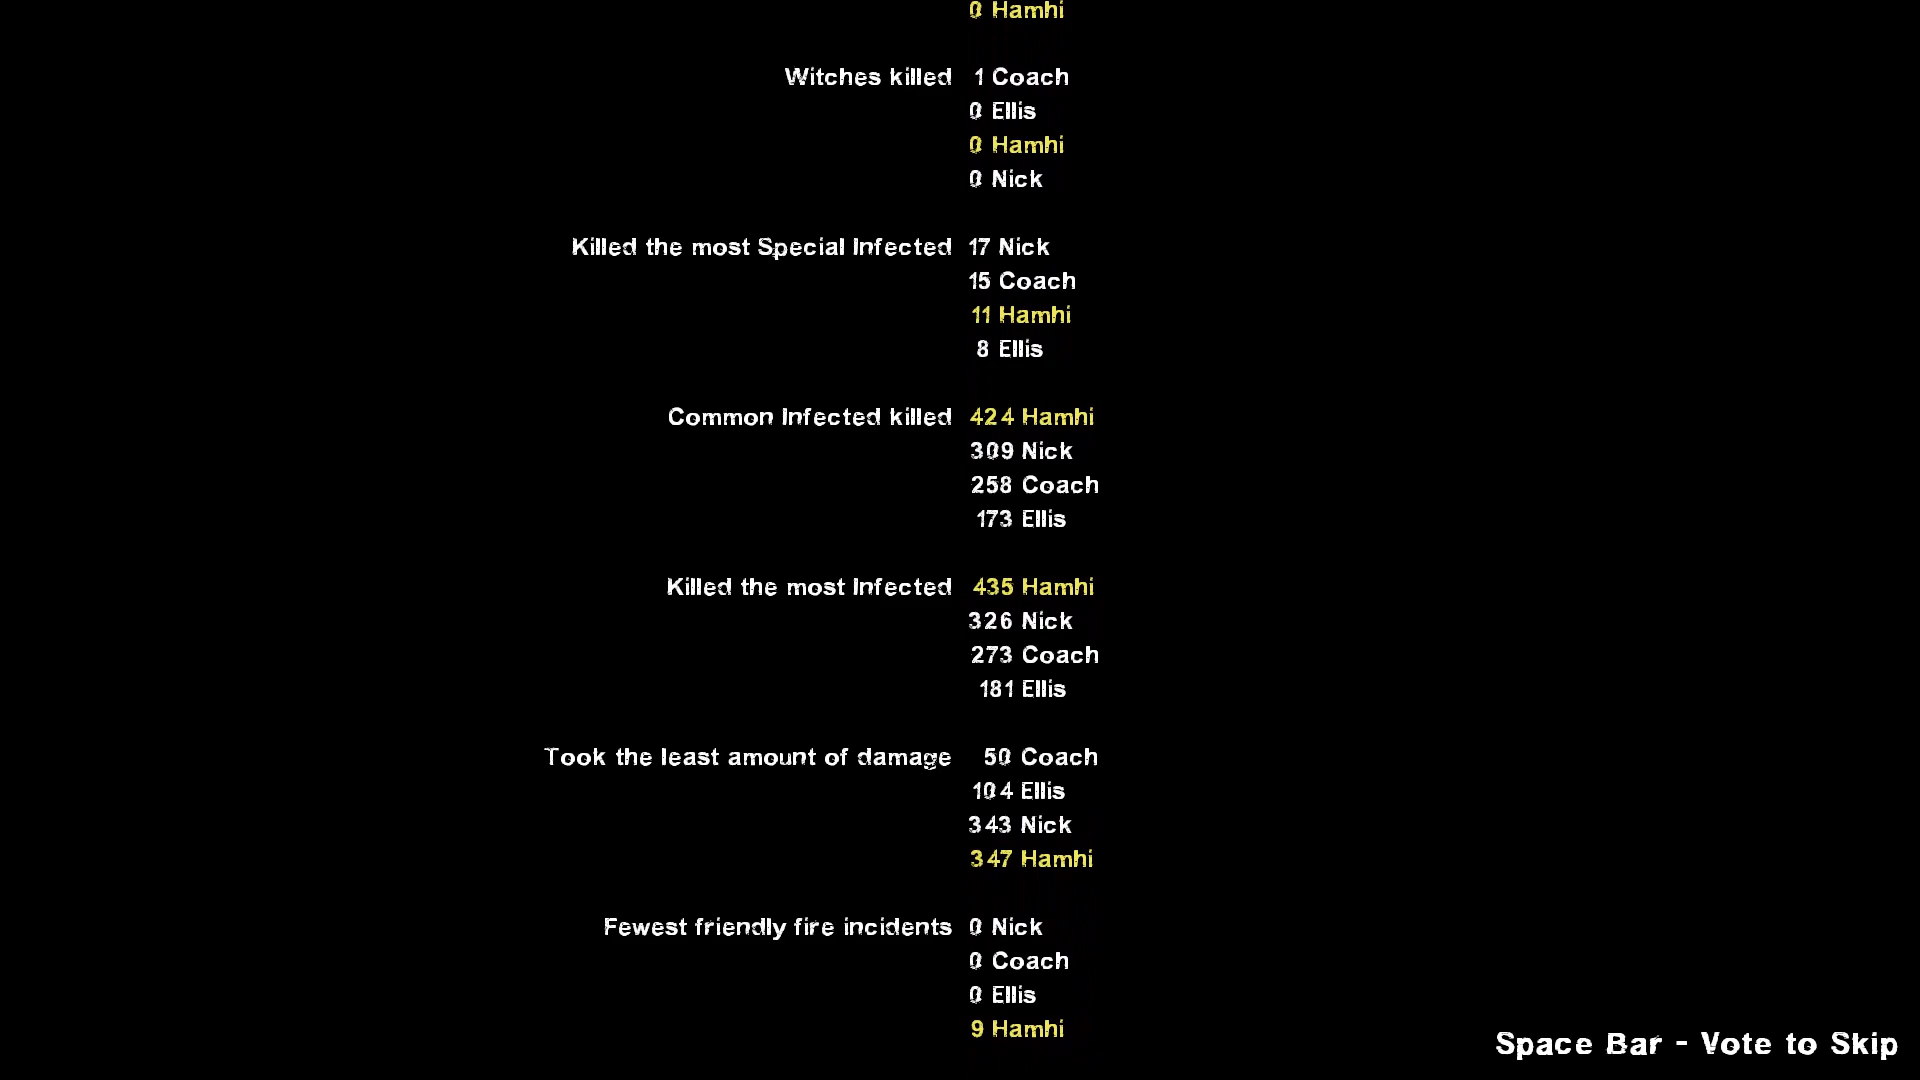 0 Hamhi
Witches killed 1 Coach
0 Ellis
0 Hamhi
0 Nick
Killed the most Special Infected 17 Nick
15 Coach
11 Hamhi
8 Ellis
Common Infected killed 424 Hamhi
309 Nick
258 Coach
173 Ellis
Killed the most Infected 435 Hamhi
326 Nick
273 Coach
181 Ellis
Took the least amount of damage 50 Coach
104 Ellis
343 Nick
347 Hamhi
Fewest friendly fire incidents 0 Nick
0 Coach
0 Ellis
9 Hamhi
Space Bar - Vote to Skip